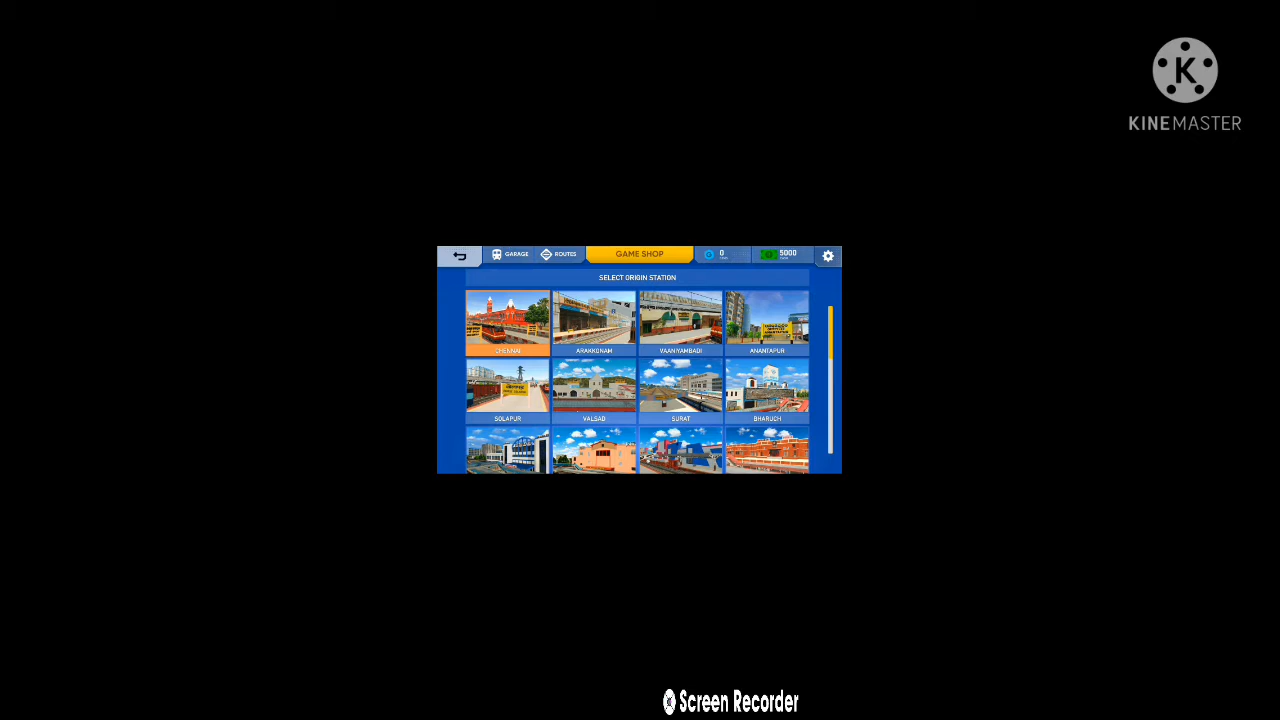 KINEMASTER
GARAGE
ROUTES
GAME SHOP
0
5000
SELECT ORIGIN STATION
CHENNAI
ARAKKONAM
VAANIYAMBADI
ANANTAPUR
SOLAPUR
VALSAD
SURAT
BHARUCH
Screen Recorder